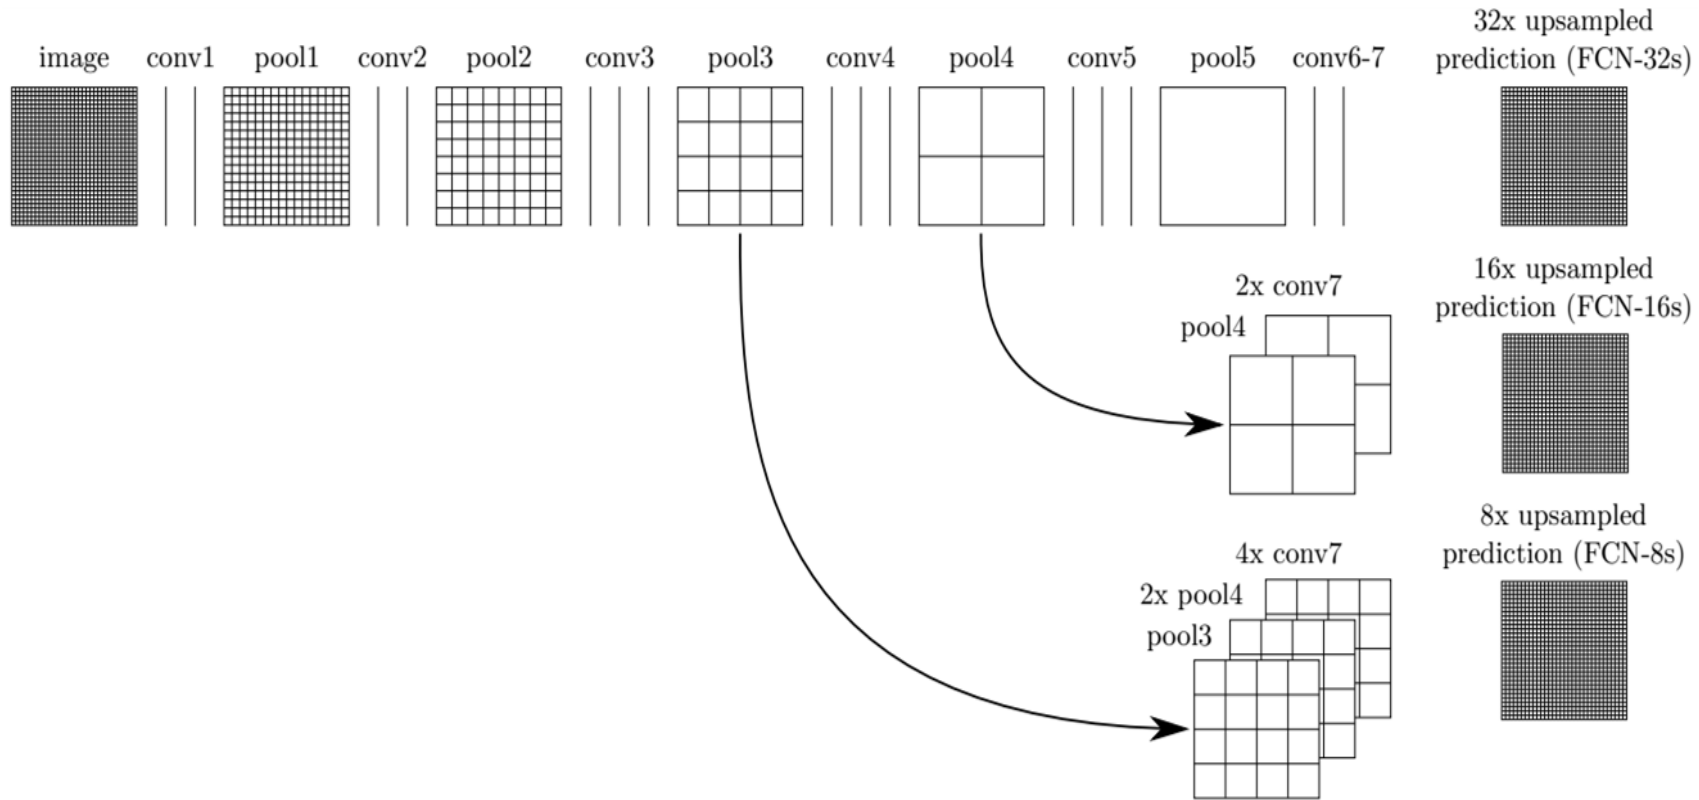 image conv1 pool1 conv2 pool2 conv3 pool3 conv4 pool4 conv5 pool5 conv6-7
32x upsampled
prediction (FCN-32s)
2x conv7
pool4
16x upsampled
prediction (FCN-16s)
4x conv7
2x pool4
pool3
8x upsampled
prediction (FCN-8s)